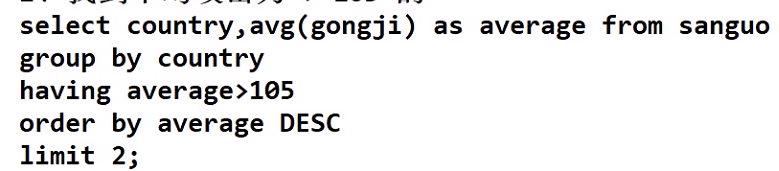 select country,avg(gongji) as average from sanguo
group by country
having average>105
order by average DESC
limit 2;